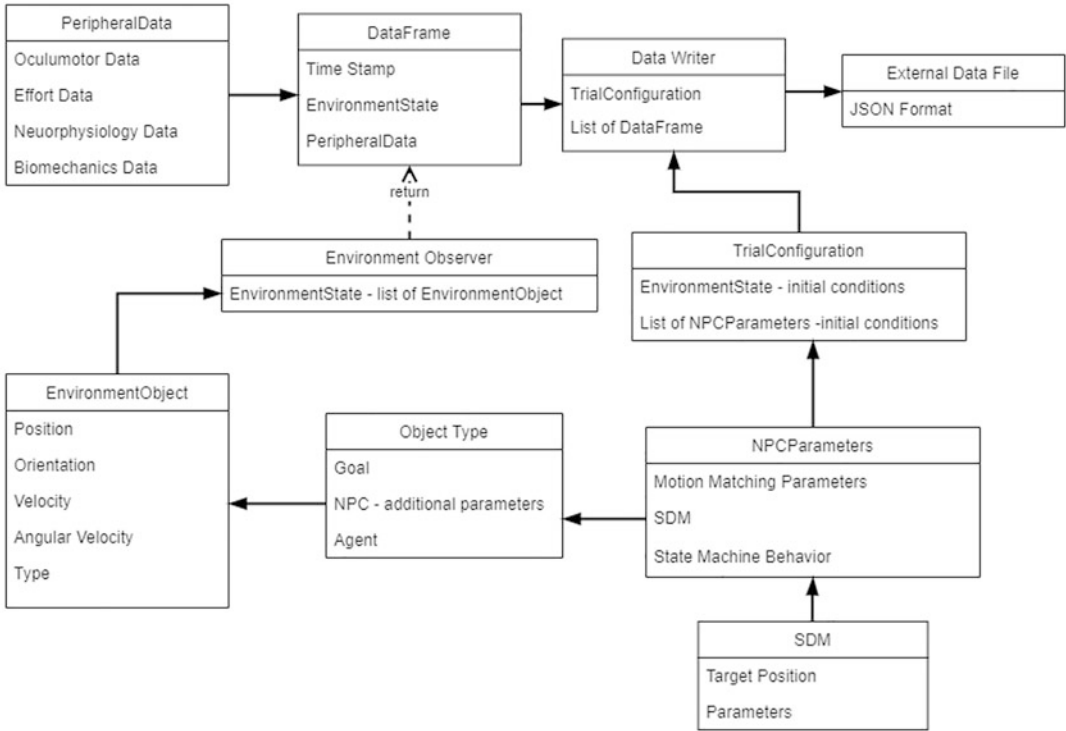 PeripheralData
Oculumotor Data
Effort Data
Neuorphysiology Data
Biomechanics Data
DataFrame
Time Stamp
EnvironmentState
PeripheralData
Data Writer
TrialConfiguration
List of DataFrame
External Data File
JSON Format
return
Environment Observer
EnvironmentState - list of EnvironmentObject
TrialConfiguration
EnvironmentState - initial conditions
List of NPCParameters -initial conditions
EnvironmentObject
Position
Orientation
Velocity
Angular Velocity
Type
Object Type
Goal
NPC - additional parameters
Agent
NPCParameters
Motion Matching Parameters
SDM
State Machine Behavior
SDM
Target Position
Parameters